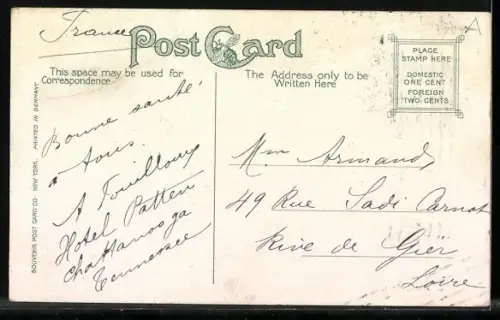 France
POST CARD
This space may be used for
Correspondence.
The Address only to be
Written Here
PLACE
STAMP HERE
DOMESTIC
ONE CENT
FOREIGN
TWO CENTS
A
SOUVENIR POST CARD CO. NEW YORK. PRINTED IN GERMANY.
Bonne santé
a tous.
A Fouilloux
Hotel Patten
Chattanooga
Tennessee
Mm Armand
49 Rue Sadi Carnot
Rive de Gier
Loire